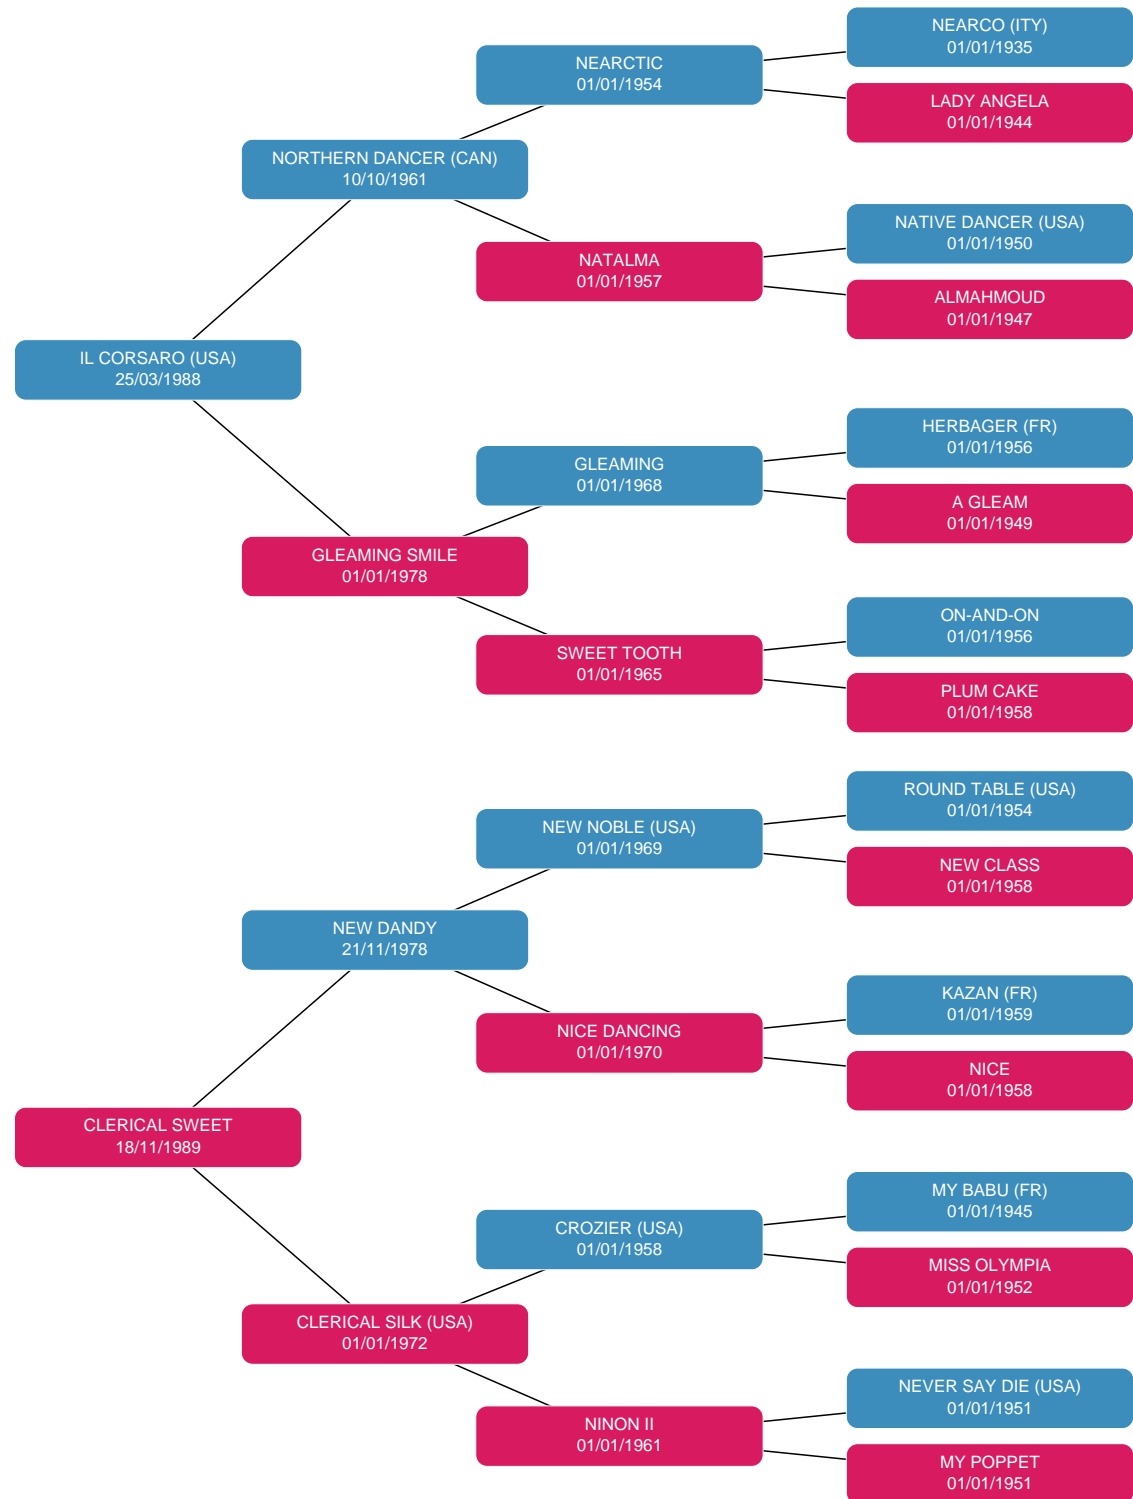 NEARCO (ITY)
01/01/1935
NEARCTIC
01/01/1954
LADY ANGELA
01/01/1944
NORTHERN DANCER (CAN)
10/10/1961
NATIVE DANCER (USA)
01/01/1950
NATALMA
01/01/1957
ALMAHMOUD
01/01/1947
IL CORSARO (USA)
25/03/1988
HERBAGER (FR)
01/01/1956
GLEAMING
01/01/1968
A GLEAM
01/01/1949
GLEAMING SMILE
01/01/1978
ON-AND-ON
01/01/1956
SWEET TOOTH
01/01/1965
PLUM CAKE
01/01/1958
ROUND TABLE (USA)
01/01/1954
NEW NOBLE (USA)
01/01/1969
NEW CLASS
01/01/1958
NEW DANDY
21/11/1978
KAZAN (FR)
01/01/1959
NICE DANCING
01/01/1970
NICE
01/01/1958
CLERICAL SWEET
18/11/1989
MY BABU (FR)
01/01/1945
CROZIER (USA)
01/01/1958
MISS OLYMPIA
01/01/1952
CLERICAL SILK (USA)
01/01/1972
NEVER SAY DIE (USA)
01/01/1951
NINON II
01/01/1961
MY POPPET
01/01/1951